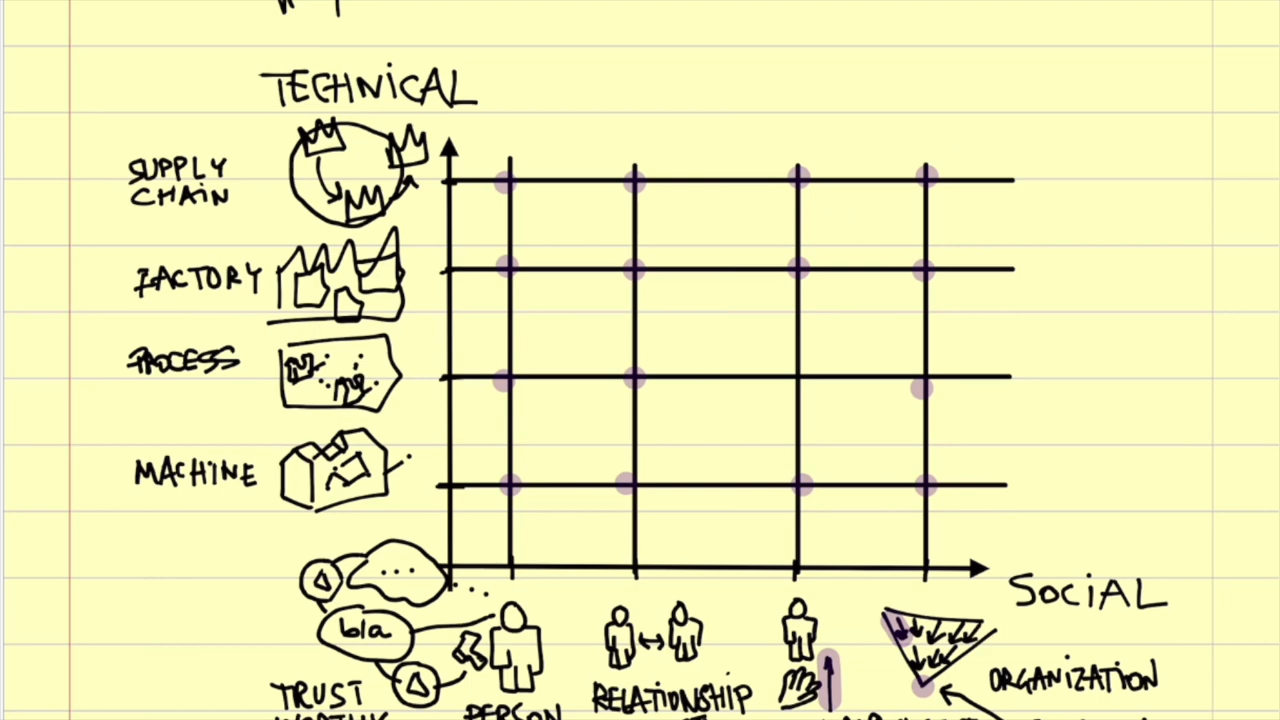 TECHNICAL
SUPPLY
CHAIN
FACTORY
PROCESS
MACHINE
...
bla
SOCIAL
TRUST
PERSON
RELATIONSHIP
ORGANIZATION